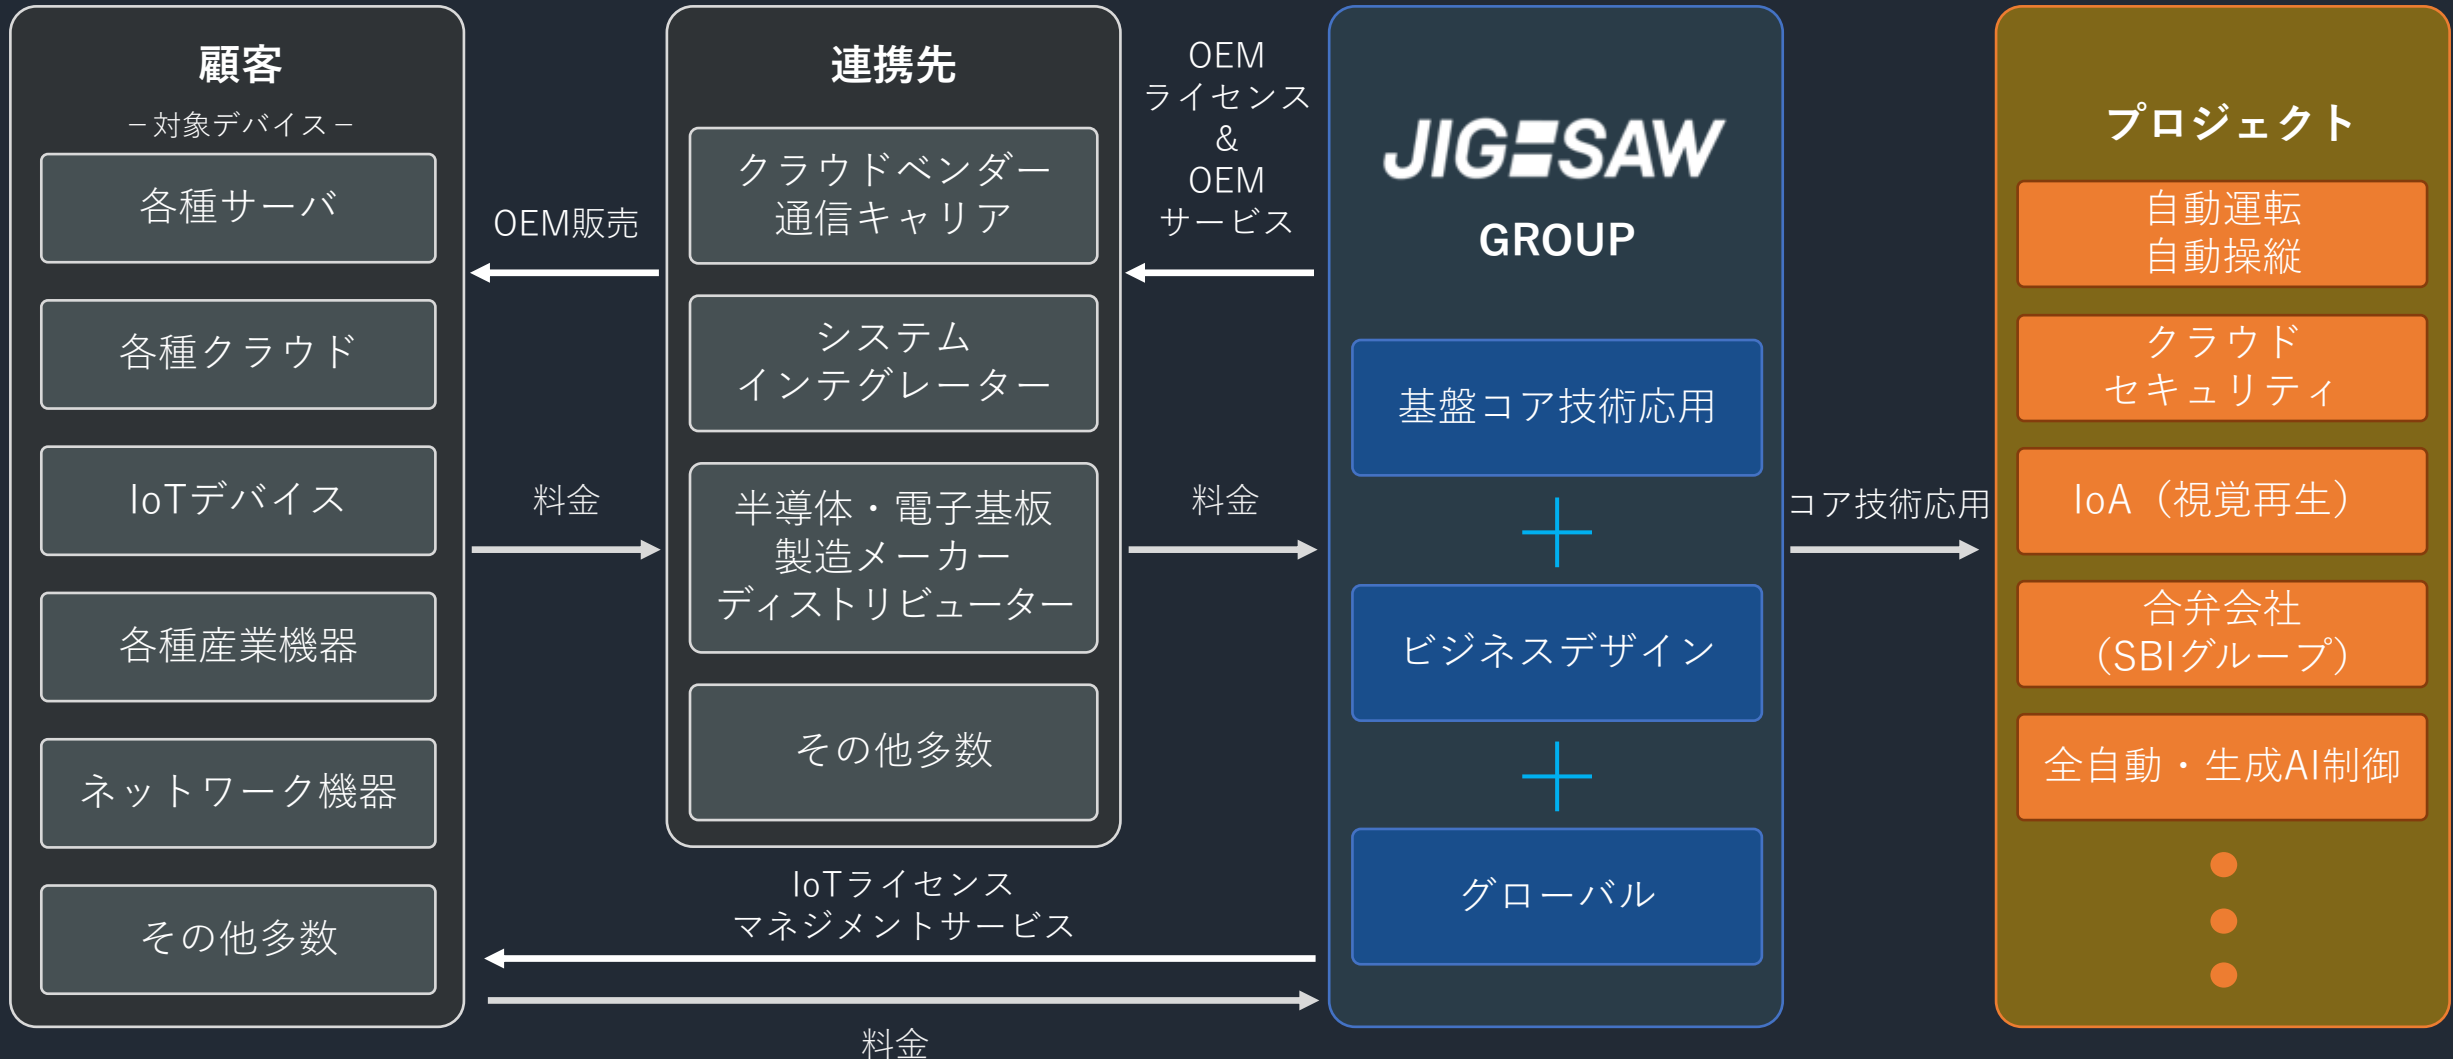 顧客
－対象デバイス－
各種サーバ
各種クラウド
IoTデバイス
各種産業機器
ネットワーク機器
その他多数
OEM販売
料金
連携先
クラウドベンダー
通信キャリア
システム
インテグレーター
半導体・電子基板
製造メーカー
ディストリビューター
その他多数
OEM
ライセンス
&
OEM
サービス
料金
IoTライセンス
マネジメントサービス
料金
JIG-SAW
GROUP
基盤コア技術応用
ビジネスデザイン
グローバル
コア技術応用
プロジェクト
自動運転
自動操縦
クラウド
セキュリティ
IoA（視覚再生）
合弁会社
（SBIグループ）
全自動・生成AI制御